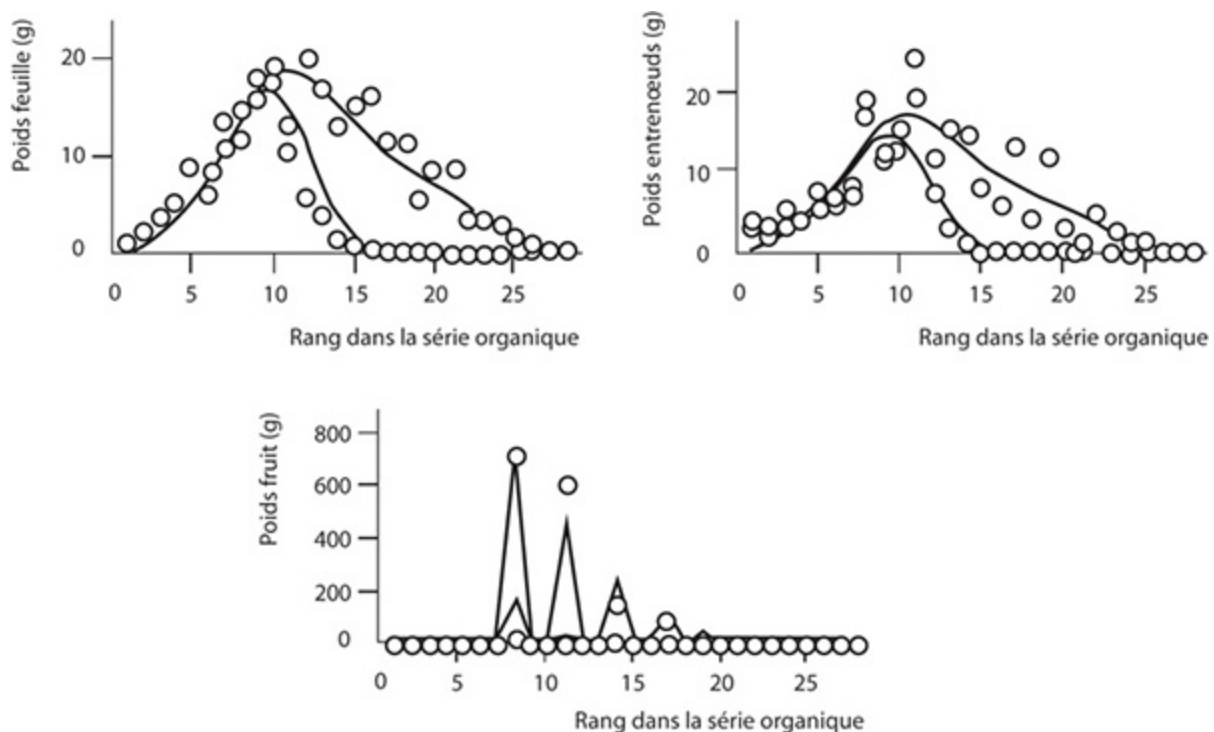 Poids feuille (g)
20
10
0
0 5 10 15 20 25
Rang dans la série organique
Poids entrenœuds (g)
20
10
0
0 5 10 15 20 25
Rang dans la série organique
Poids fruit (g)
800
600
400
200
0
0 5 10 15 20 25
Rang dans la série organique